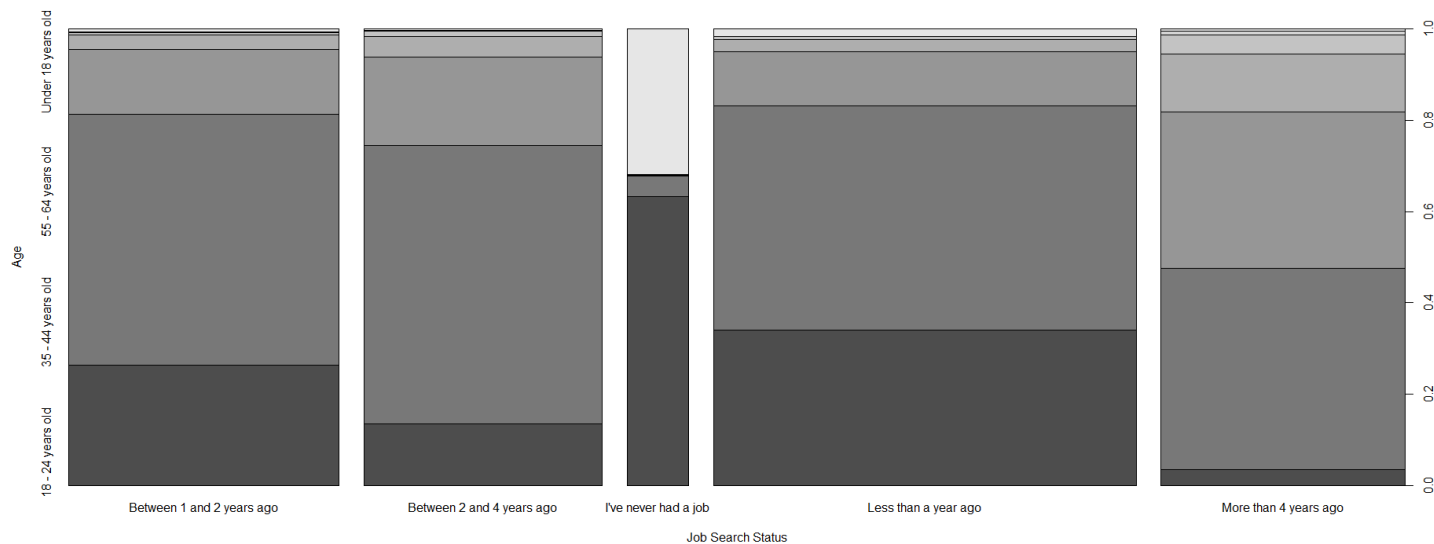 Age
Under 18 years old
55 - 64 years old
35 - 44 years old
18 - 24 years old
1.0
0.8
0.6
0.4
0.2
0.0
Between 1 and 2 years ago
Between 2 and 4 years ago
I've never had a job
Less than a year ago
More than 4 years ago
Job Search Status